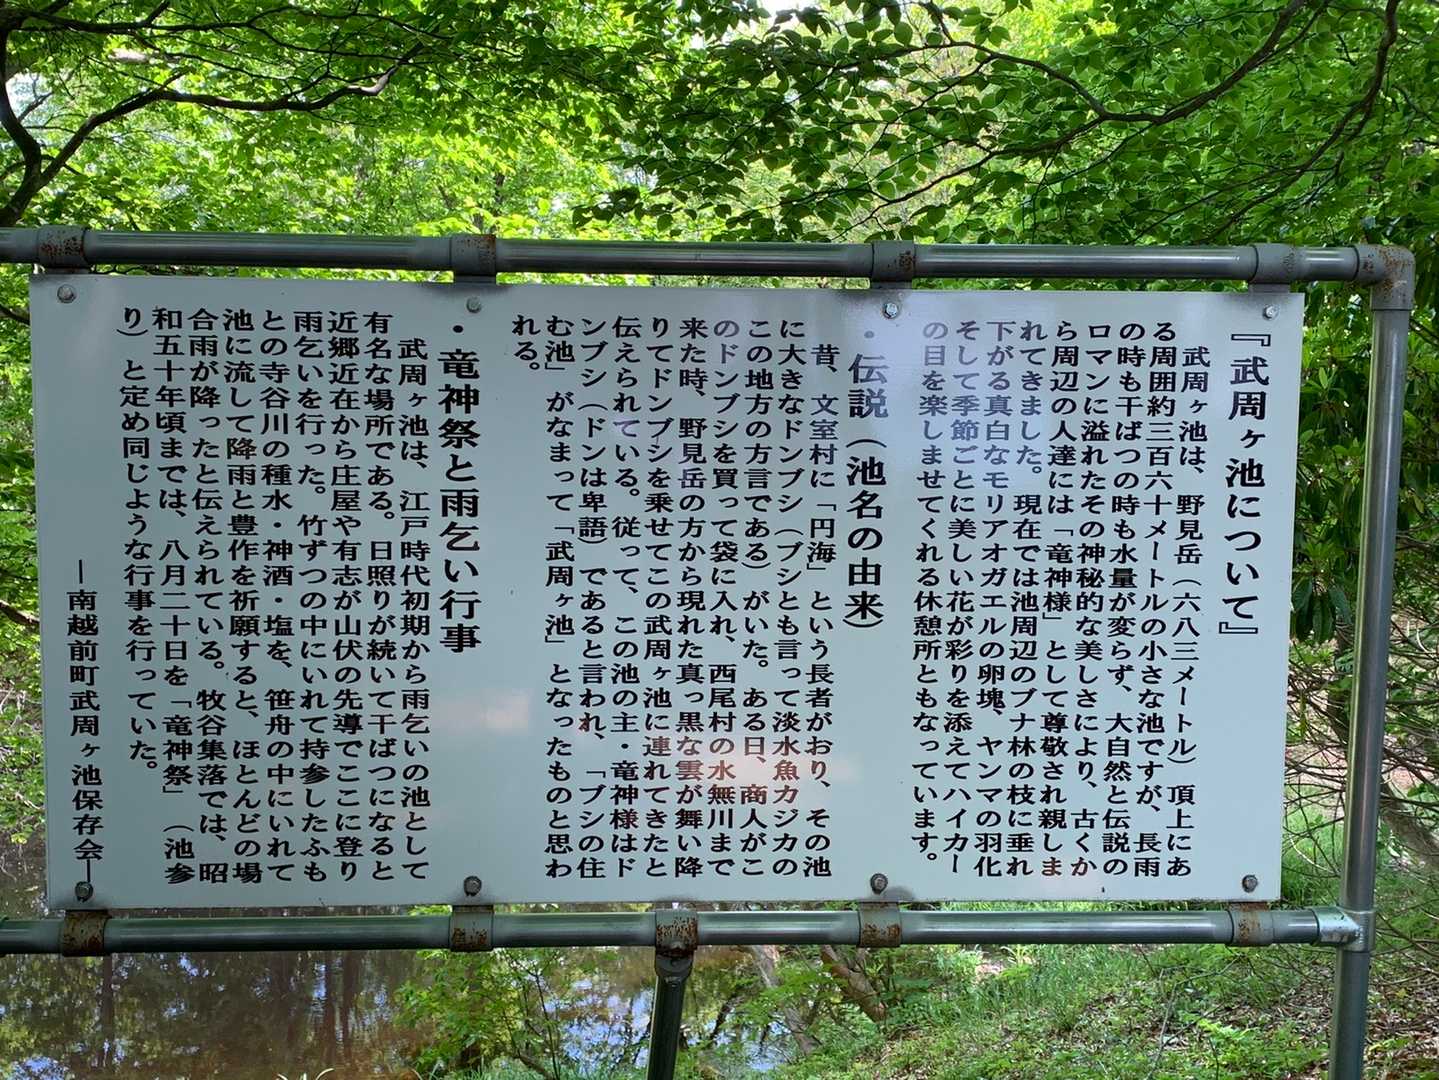 『武周ヶ池について』
武周ヶ池は、野見岳（六八三メートル）頂上にあ
る周囲約三百六十メートルの小さな池ですが、長雨
の時も干ばつの時も水量が変らず、大自然と伝説の
ロマンに溢れたその神秘的な美しさにより、古くか
ら周辺の人達には「竜神様」として尊敬され親しま
れてきました。現在では池周辺のブナ林の枝に垂れ
下がる真白なモリアオガエルの卵塊、ヤンマの羽化
そして季節ごとに美しい花が彩りを添えてハイカー
の目を楽しませてくれる休憩所ともなっています。
・伝説（池名の由来）
昔、文室村に「円海」という長者がおり、その池
に大きなドンブシ（ブシとも言って淡水魚カジカの
この地方の方言である）がいた。ある日、商人がこ
のドンブシを買って袋に入れ、西尾村の水無川まで
来た時、野見岳の方から現れた真っ黒な雲が舞い降
りてドンブシを乗せてこの武周ヶ池に連れてきたと
伝えられている。従って、この池の主・竜神様はド
ンブシ（ドンは卑語）であると言われ、「ブシの住
む池」がなまって「武周ヶ池」となったものと思わ
れる。
・竜神祭と雨乞い行事
武周ヶ池は、江戸時代初期から雨乞いの池として
有名な場所である。日照りが続いて干ばつになると
近郷近在から庄屋や有志が山伏の先導でここに登り
雨乞いを行った。竹ずつの中にいれて持参したふも
との寺谷川の種水・神酒・塩を、笹舟の中にいれて
池に流して降雨と豊作を祈願すると、ほとんどの場
合雨が降ったと伝えられている。牧谷集落では、昭
和五十年頃までは、八月二十日を「竜神祭」（池参
り）と定め同じような行事を行っていた。
―南越前町武周ヶ池保存会―